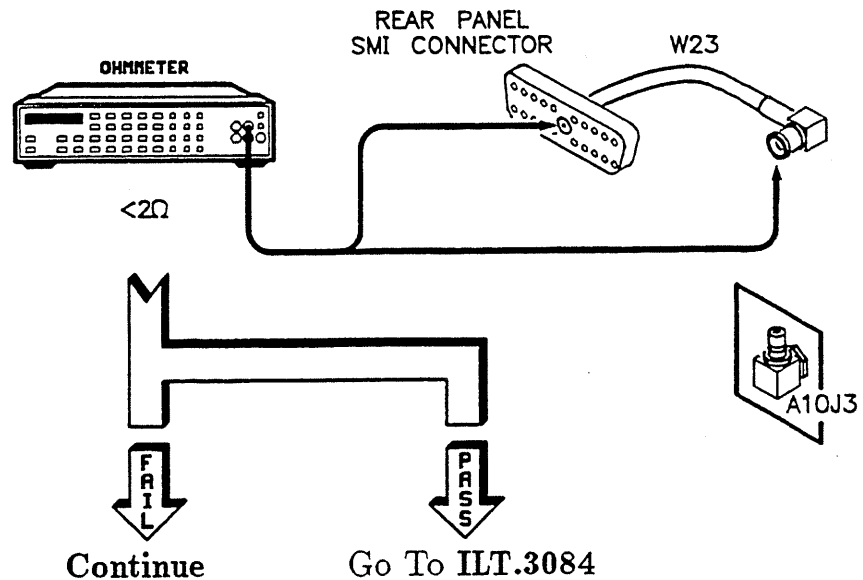 REAR PANEL
SMI CONNECTOR
W23
OHMMETER
<2Ω
A10J3
FAIL
PASS
Continue
Go To ILT.3084